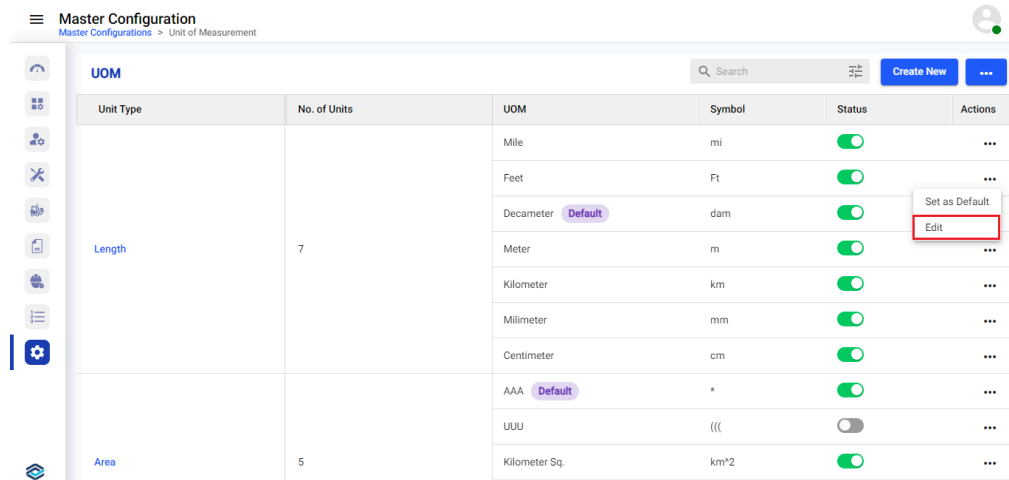 Master Configuration
Master Configurations > Unit of Measurement
UOM
Search
Create New
...
Unit Type No. of Units UOM Symbol Status Actions
Mile mi
Feet Ft
Set as Default
Decameter Default dam
Edit
Length 7 Meter m
Kilometer km
Milimeter mm
Centimeter cm
AAA Default *
UUU (((
Area 5 Kilometer Sq. km^2